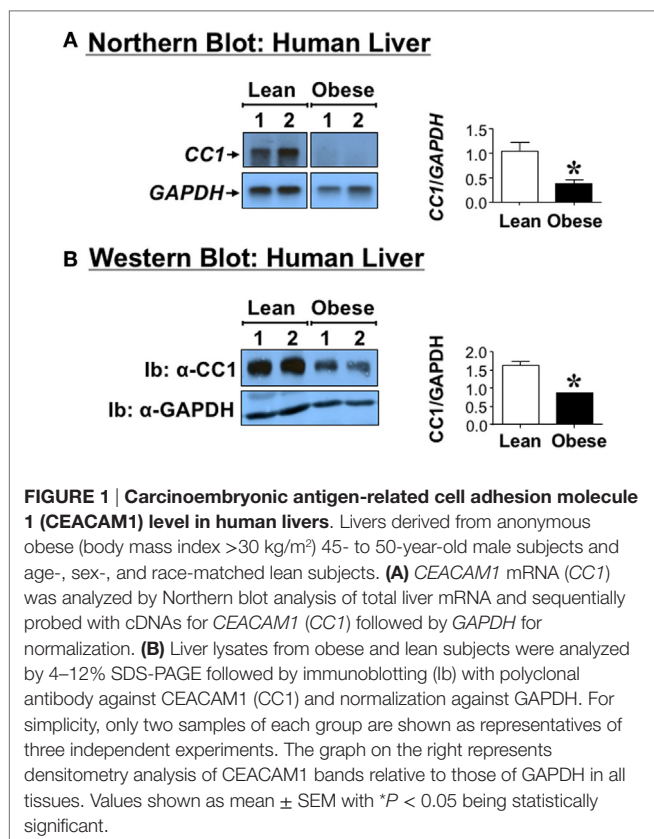 A Northern Blot: Human Liver
Lean Obese
1 2 1 2
CC1→
GAPDH→
CC1/GAPDH
1.5
1.0
0.5
0.0
*
Lean Obese
B Western Blot: Human Liver
Lean Obese
1 2 1 2
Ib: α-CC1
Ib: α-GAPDH
CC1/GAPDH
2.0
1.5
1.0
0.5
0.0
*
Lean Obese
FIGURE 1 | Carcinoembryonic antigen-related cell adhesion molecule
1 (CEACAM1) level in human livers. Livers derived from anonymous
obese (body mass index >30 kg/m²) 45- to 50-year-old male subjects and
age-, sex-, and race-matched lean subjects. (A) CEACAM1 mRNA (CC1)
was analyzed by Northern blot analysis of total liver mRNA and sequentially
probed with cDNAs for CEACAM1 (CC1) followed by GAPDH for
normalization. (B) Liver lysates from obese and lean subjects were analyzed
by 4–12% SDS-PAGE followed by immunoblotting (Ib) with polyclonal
antibody against CEACAM1 (CC1) and normalization against GAPDH. For
simplicity, only two samples of each group are shown as representatives of
three independent experiments. The graph on the right represents
densitometry analysis of CEACAM1 bands relative to those of GAPDH in all
tissues. Values shown as mean ± SEM with *P < 0.05 being statistically
significant.